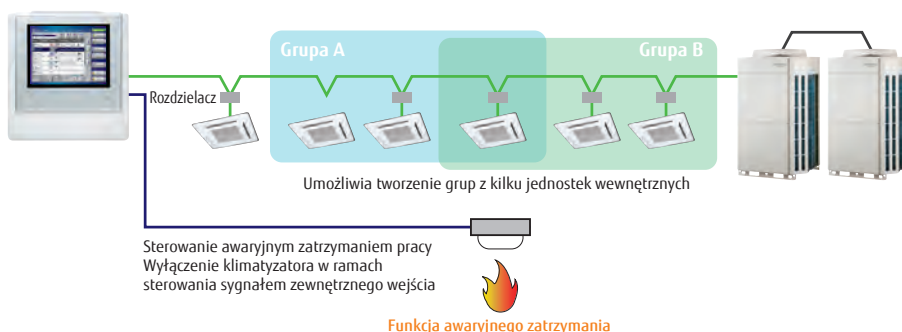 Grupa A
Grupa B
Rozdzielacz
Umożliwia tworzenie grup z kilku jednostek wewnętrznych
Sterowanie awaryjnym zatrzymaniem pracy
Wyłączenie klimatyzatora w ramach
sterowania sygnałem zewnętrznego wejścia
Funkcja awaryjnego zatrzymania